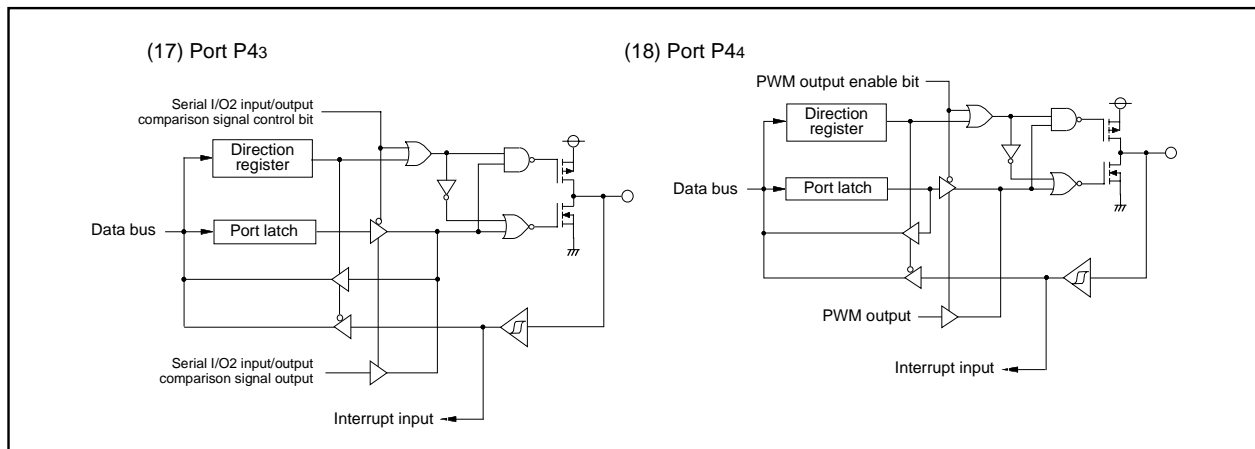 (17) Port P43
Serial I/O2 input/output
comparison signal control bit
Direction
register
Data bus
Port latch
Serial I/O2 input/output
comparison signal output
Interrupt input
(18) Port P44
PWM output enable bit
Direction
register
Data bus
Port latch
PWM output
Interrupt input